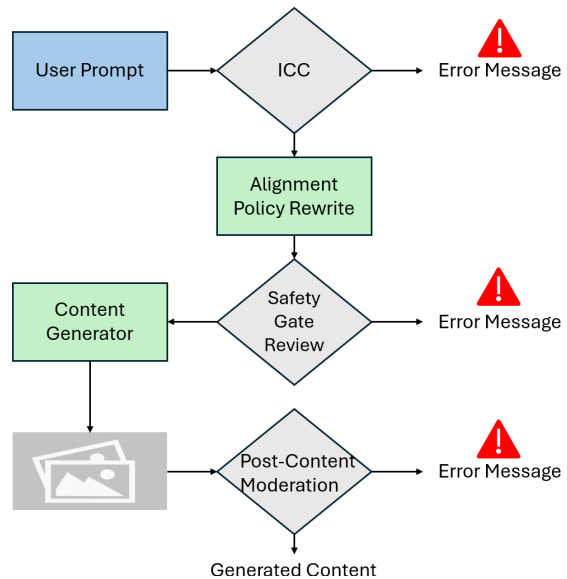 User Prompt
ICC
Error Message
Alignment
Policy Rewrite
Content
Generator
Safety
Gate
Review
Error Message
Post-Content
Moderation
Error Message
Generated Content